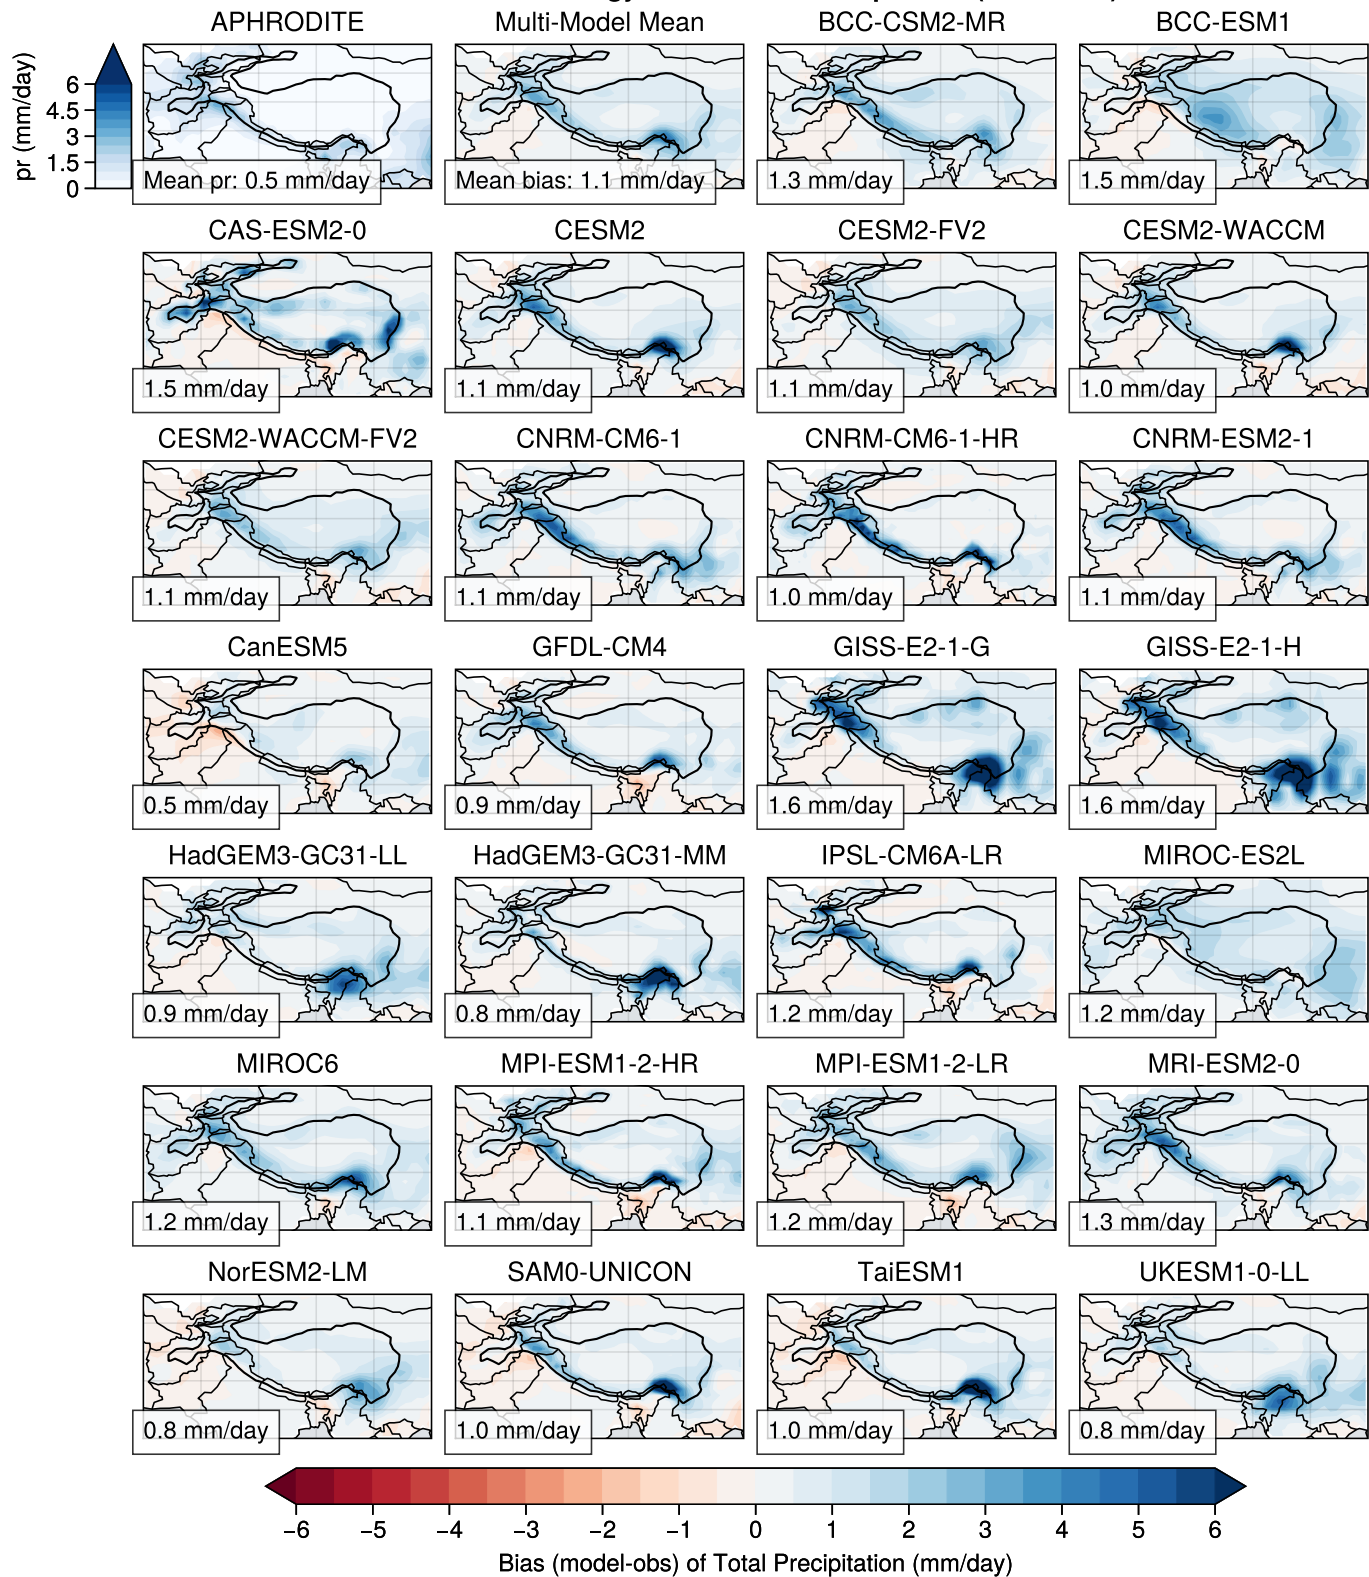 APHRODITE
Multi-Model Mean
BCC-CSM2-MR
BCC-ESM1
pr (mm/day)
6
4.5
3
1.5
0
Mean pr: 0.5 mm/day
Mean bias: 1.1 mm/day
1.3 mm/day
1.5 mm/day
CAS-ESM2-0
CESM2
CESM2-FV2
CESM2-WACCM
1.5 mm/day
1.1 mm/day
1.1 mm/day
1.0 mm/day
CESM2-WACCM-FV2
CNRM-CM6-1
CNRM-CM6-1-HR
CNRM-ESM2-1
1.1 mm/day
1.1 mm/day
1.0 mm/day
1.1 mm/day
CanESM5
GFDL-CM4
GISS-E2-1-G
GISS-E2-1-H
0.5 mm/day
0.9 mm/day
1.6 mm/day
1.6 mm/day
HadGEM3-GC31-LL
HadGEM3-GC31-MM
IPSL-CM6A-LR
MIROC-ES2L
0.9 mm/day
0.8 mm/day
1.2 mm/day
1.2 mm/day
MIROC6
MPI-ESM1-2-HR
MPI-ESM1-2-LR
MRI-ESM2-0
1.2 mm/day
1.1 mm/day
1.2 mm/day
1.3 mm/day
NorESM2-LM
SAM0-UNICON
TaiESM1
UKESM1-0-LL
0.8 mm/day
1.0 mm/day
1.0 mm/day
0.8 mm/day
−6 −5 −4 −3 −2 −1 0 1 2 3 4 5 6
Bias (model-obs) of Total Precipitation (mm/day)